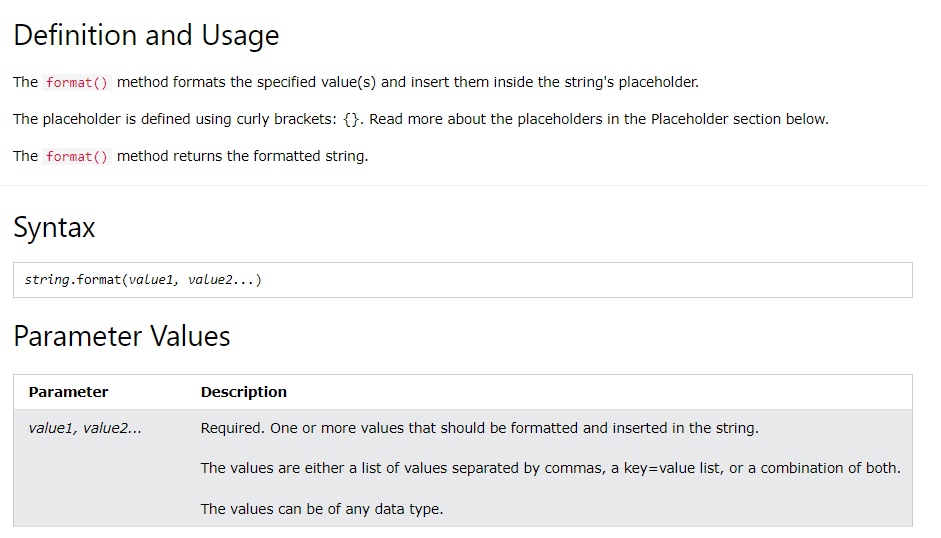 Definition and Usage
The format() method formats the specified value(s) and insert them inside the string's placeholder.
The placeholder is defined using curly brackets: {}. Read more about the placeholders in the Placeholder section below.
The format() method returns the formatted string.
Syntax
string.format(value1, value2...)
Parameter Values
Parameter Description
value1, value2... Required. One or more values that should be formatted and inserted in the string.
The values are either a list of values separated by commas, a key=value list, or a combination of both.
The values can be of any data type.